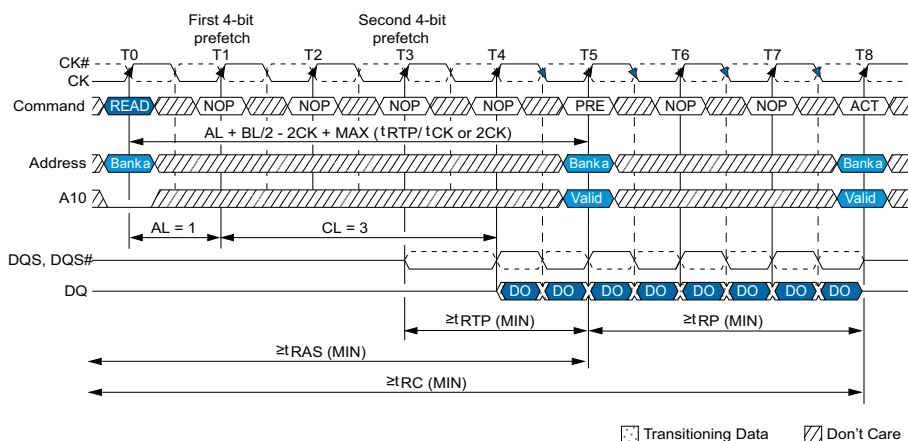 First 4-bit prefetch Second 4-bit prefetch
T0 T1 T2 T3 T4 T5 T6 T7 T8
CK#
CK
Command READ NOP NOP NOP NOP PRE NOP NOP ACT
AL + BL/2 - 2CK + MAX (tRTP/ tCK or 2CK)
Address Banka Banka Banka
A10 Valid Valid
AL = 1 CL = 3
DQS, DQS#
DQ DO DO DO DO DO DO DO DO
≥tRTP (MIN) ≥tRP (MIN)
≥tRAS (MIN)
≥tRC (MIN)
Transitioning Data Don't Care